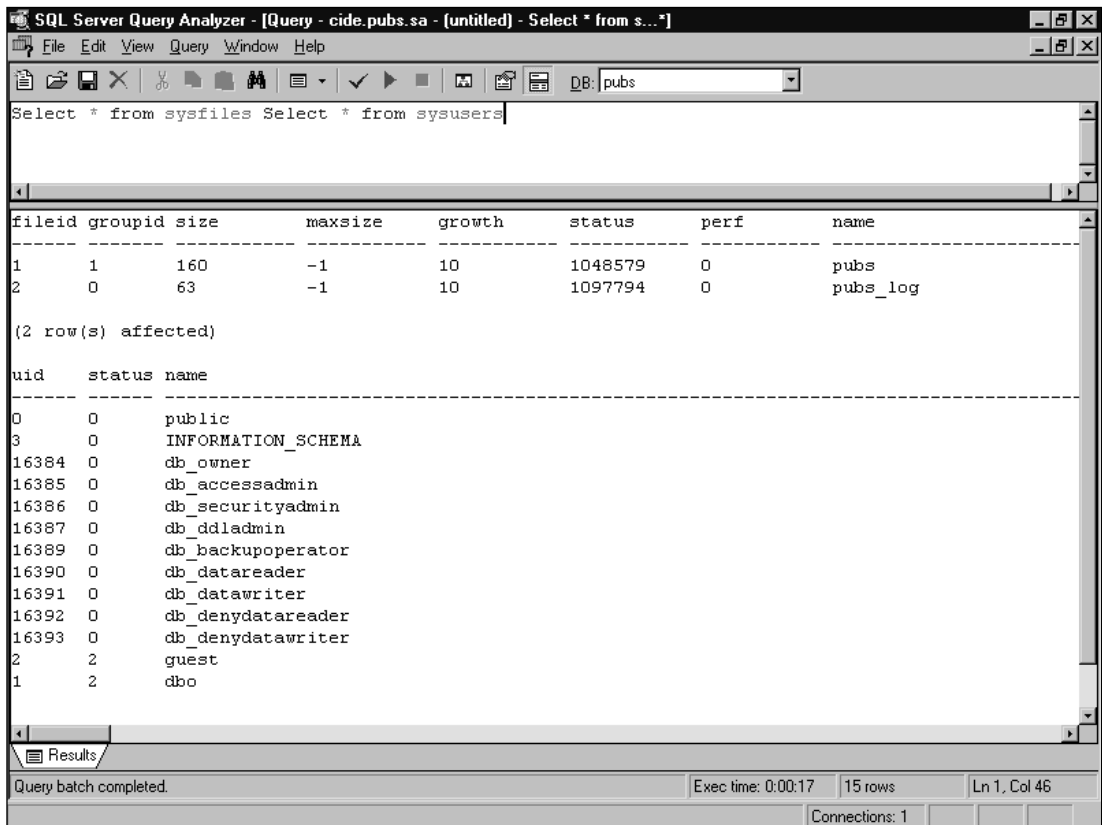 SQL Server Query Analyzer - [Query - cide.pubs.sa - (untitled) - Select * from s...*]
File Edit View Query Window Help
DB: pubs
Select * from sysfiles Select * from sysusers
fileid groupid size maxsize growth status perf name
------ ------- ----------- ----------- ----------- ----------- ----------- -----------------------
1 1 160 -1 10 1048579 0 pubs
2 0 63 -1 10 1097794 0 pubs_log
(2 row(s) affected)
uid status name
------ ------ ------------------------------------------------------------------------------------
0 0 public
3 0 INFORMATION_SCHEMA
16384 0 db_owner
16385 0 db_accessadmin
16386 0 db_securityadmin
16387 0 db_ddladmin
16389 0 db_backupoperator
16390 0 db_datareader
16391 0 db_datawriter
16392 0 db_denydatareader
16393 0 db_denydatawriter
2 2 guest
1 2 dbo
Results
Query batch completed. Exec time: 0:00:17 15 rows Ln 1, Col 46
Connections: 1